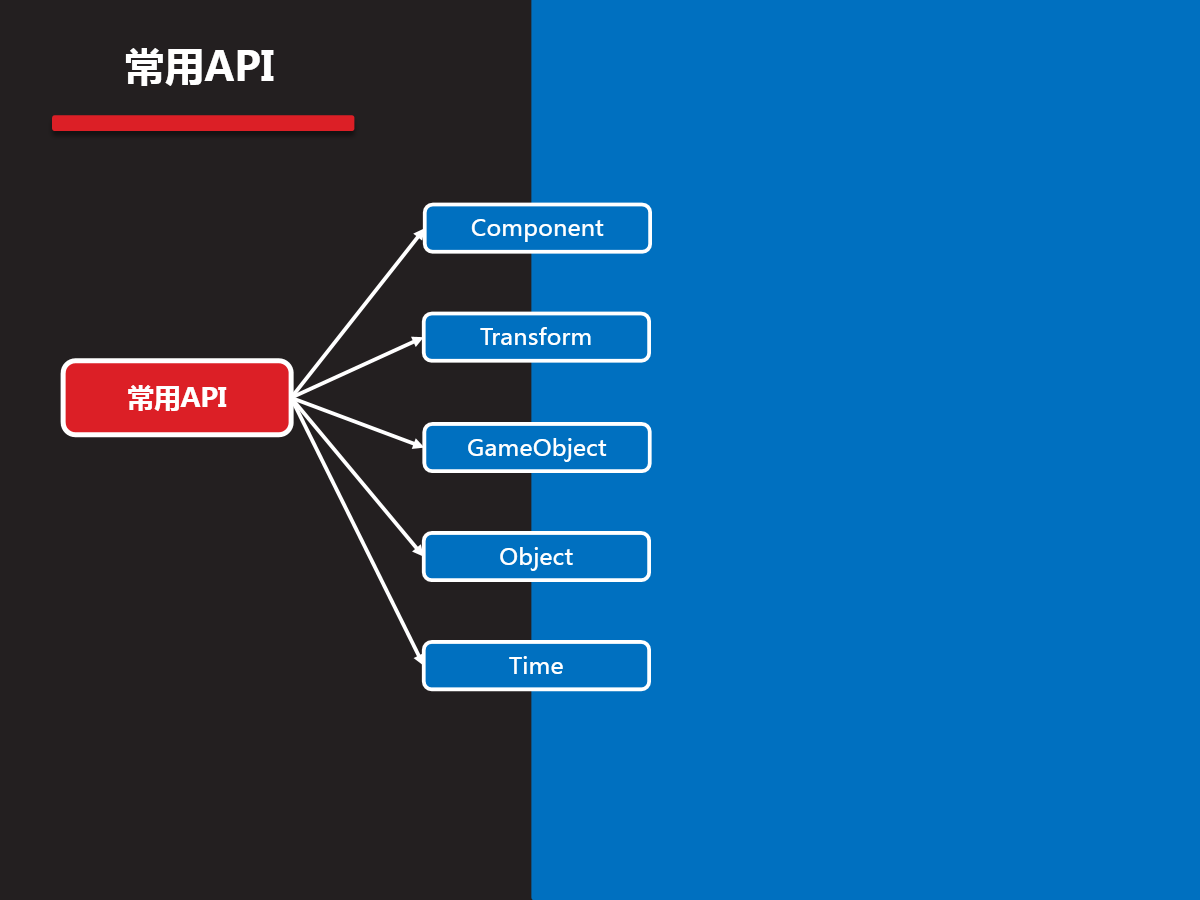 常用API
Component
Transform
常用API
GameObject
Object
Time